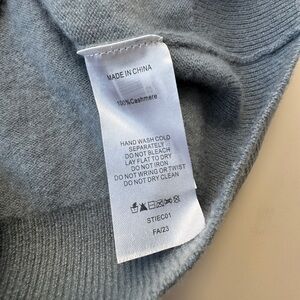 MADE IN CHINA
100%Cashmere
HAND WASH COLD
SEPARATELY
DO NOT BLEACH
LAY FLAT TO DRY
DO NOT IRON
DO NOT WRING OR TWIST
DO NOT DRY CLEAN
STIEC01
FA/23